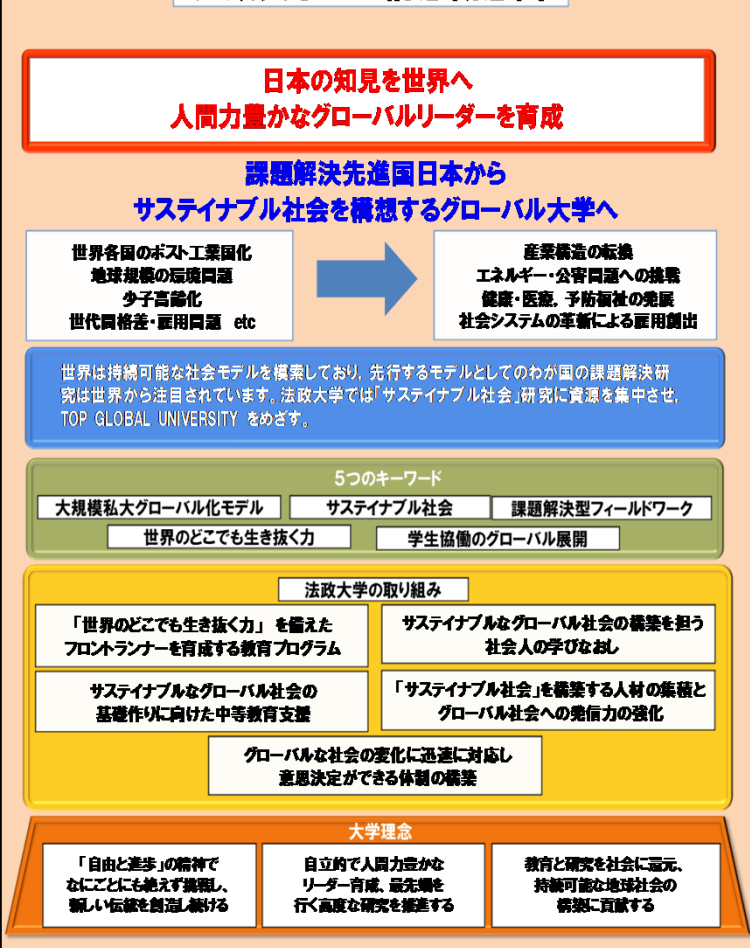 日本の知見を世界へ
人間力豊かなグローバルリーダーを育成
課題解決先進国日本から
サステイナブル社会を構想するグローバル大学へ
世界各国のポスト工業国化
地球規模の環境問題
少子高齢化
世代間格差・雇用問題 etc
産業構造の転換
エネルギー・公害問題への挑戦
健康・医療，予防福祉の発展
社会システムの革新による雇用創出
世界は持続可能な社会モデルを模索しており，先行するモデルとしてのわが国の課題解決研
究は世界から注目されています。法政大学では「サステイナブル社会」研究に資源を集中させ，
TOP GLOBAL UNIVERSITY をめざす。
5つのキーワード
大規模私大グローバル化モデル
サステイナブル社会
課題解決型フィールドワーク
世界のどこでも生き抜く力
学生協働のグローバル展開
法政大学の取り組み
「世界のどこでも生き抜く力」 を備えた
フロントランナーを育成する教育プログラム
サステイナブルなグローバル社会の構築を担う
社会人の学びなおし
サステイナブルなグローバル社会の
基礎作りに向けた中等教育支援
「サステイナブル社会」を構築する人材の集積と
グローバル社会への発信力の強化
グローバルな社会の変化に迅速に対応し
意思決定ができる体制の構築
大学理念
「自由と進歩」の精神で
なにごとにも絶えず挑戦し、
新しい伝統を創造し続ける
自立的で人間力豊かな
リーダー育成、最先端を
行く高度な研究を推進する
教育と研究を社会に還元、
持続可能な地球社会の
構築に貢献する